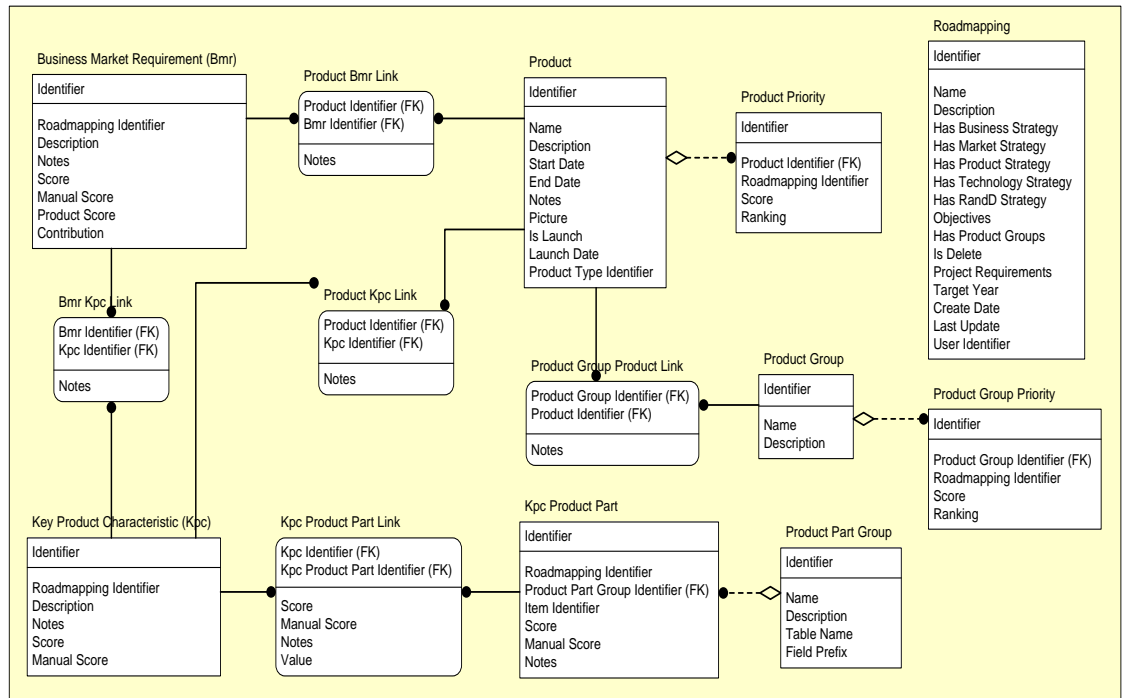 Roadmapping
Identifier
Name
Description
Has Business Strategy
Has Market Strategy
Has Product Strategy
Has Technology Strategy
Has RandD Strategy
Objectives
Has Product Groups
Is Delete
Project Requirements
Target Year
Create Date
Last Update
User Identifier
Business Market Requirement (Bmr)
Identifier
Roadmapping Identifier
Description
Notes
Score
Manual Score
Product Score
Contribution
Product Bmr Link
Product Identifier (FK)
Bmr Identifier (FK)
Notes
Product
Identifier
Name
Description
Start Date
End Date
Notes
Picture
Is Launch
Launch Date
Product Type Identifier
Product Priority
Identifier
Product Identifier (FK)
Roadmapping Identifier
Score
Ranking
Bmr Kpc Link
Bmr Identifier (FK)
Kpc Identifier (FK)
Notes
Product Kpc Link
Product Identifier (FK)
Kpc Identifier (FK)
Notes
Product Group Product Link
Product Group Identifier (FK)
Product Identifier (FK)
Notes
Product Group
Identifier
Name
Description
Product Group Priority
Identifier
Product Group Identifier (FK)
Roadmapping Identifier
Score
Ranking
Key Product Characteristic (Kpc)
Identifier
Roadmapping Identifier
Description
Notes
Score
Manual Score
Kpc Product Part Link
Kpc Identifier (FK)
Kpc Product Part Identifier (FK)
Score
Manual Score
Notes
Value
Kpc Product Part
Identifier
Roadmapping Identifier
Product Part Group Identifier (FK)
Item Identifier
Score
Manual Score
Notes
Product Part Group
Identifier
Name
Description
Table Name
Field Prefix